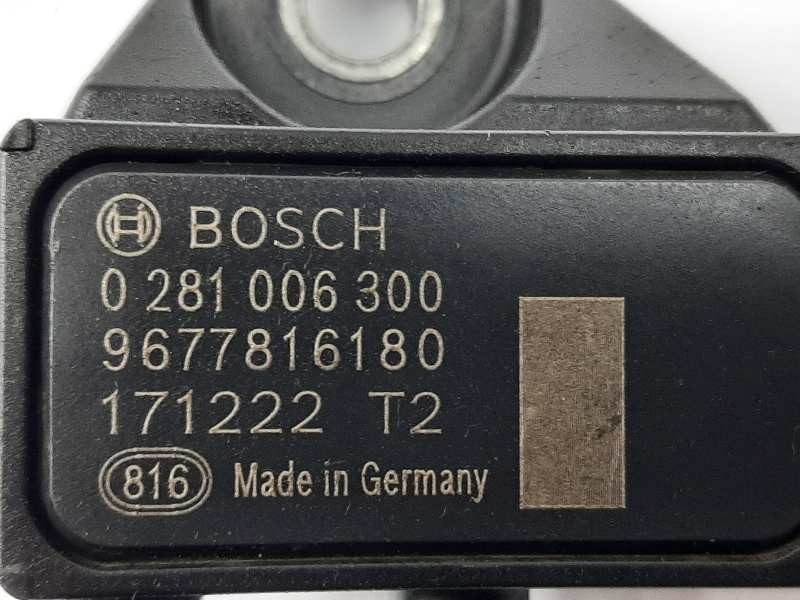 BOSCH
0 281 006 300
9677816180
171222 T2
816 Made in Germany